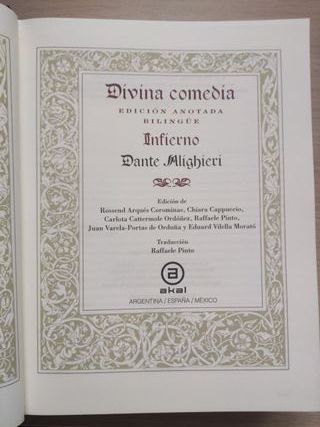 Divina comedia
EDICIÓN ANOTADA
BILINGÜE
Infierno
Dante Alighieri
Edición de
Rossend Arqués Corominas, Chiara Cappuccio,
Carlota Cattermole Ordóñez, Raffaele Pinto,
Juan Varela-Portas de Orduña y Eduard Vilella Morató
Traducción
Raffaele Pinto
akal
ARGENTINA / ESPAÑA / MÉXICO